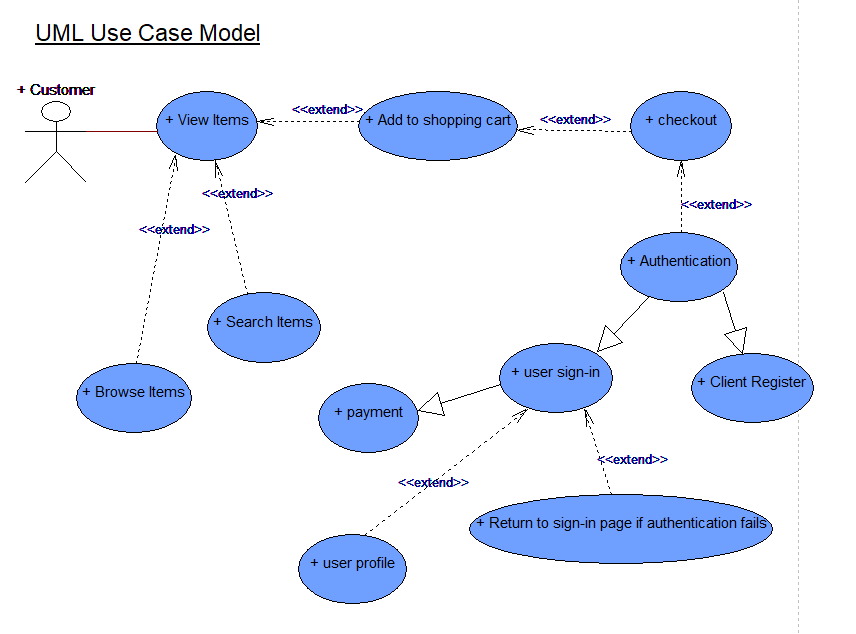 UML Use Case Model
+ Customer
+ View Items
<<extend>>
+ Add to shopping cart
<<extend>>
+ checkout
<<extend>>
<<extend>>
<<extend>>
+ Authentication
+ Search Items
+ Browse Items
+ user sign-in
+ Client Register
+ payment
<<extend>>
<<extend>>
+ Return to sign-in page if authentication fails
+ user profile